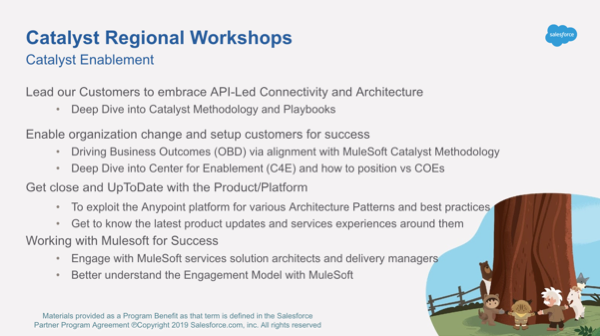 Catalyst Regional Workshops
salesforce
Catalyst Enablement
Lead our Customers to embrace API-Led Connectivity and Architecture
• Deep Dive into Catalyst Methodology and Playbooks
Enable organization change and setup customers for success
• Driving Business Outcomes (OBD) via alignment with MuleSoft Catalyst Methodology
• Deep Dive into Center for Enablement (C4E) and how to position vs COEs
Get close and UpToDate with the Product/Platform
• To exploit the Anypoint platform for various Architecture Patterns and best practices
• Get to know the latest product updates and services experiences around them
Working with Mulesoft for Success
• Engage with MuleSoft services solution architects and delivery managers
• Better understand the Engagement Model with MuleSoft
Materials provided as a Program Benefit as that term is defined in the Salesforce
Partner Program Agreement ©Copyright 2019 Salesforce.com, inc. All rights reserved